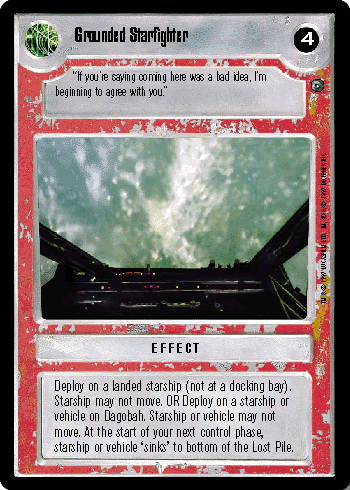 Grounded Starfighter
4
"If you're saying coming here was a bad idea, I'm
beginning to agree with you."
EFFECT
Deploy on a landed starship (not at a docking bay).
Starship may not move. OR Deploy on a starship or
vehicle on Dagobah. Starship or vehicle may not
move. At the start of your next control phase,
starship or vehicle 'sinks' to bottom of the Lost Pile.